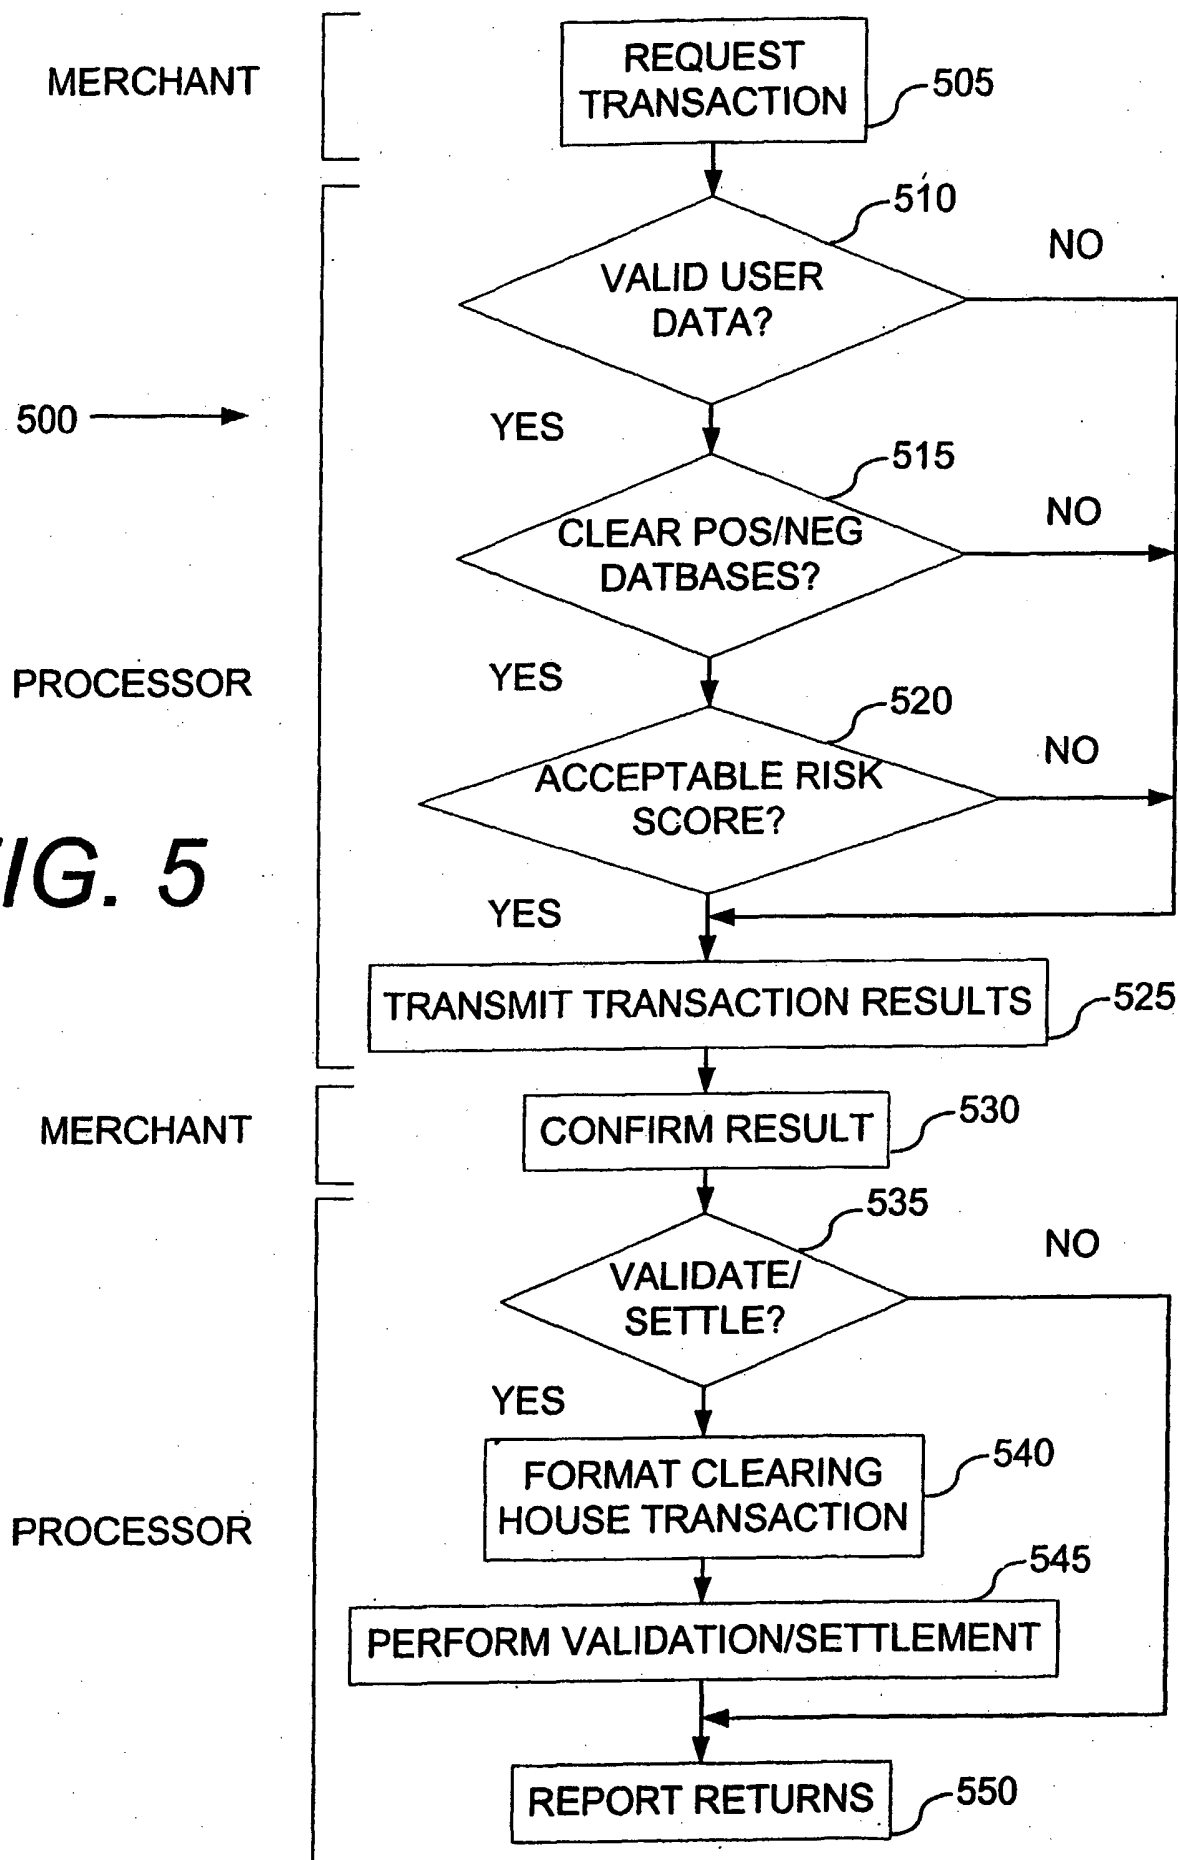 MERCHANT
REQUEST
TRANSACTION
505
510
VALID USER
DATA?
NO
500
YES
515
CLEAR POS/NEG
DATBASES?
NO
PROCESSOR
YES
520
ACCEPTABLE RISK
SCORE?
NO
IG. 5
YES
TRANSMIT TRANSACTION RESULTS
525
MERCHANT
CONFIRM RESULT
530
535
VALIDATE/
SETTLE?
NO
YES
FORMAT CLEARING
HOUSE TRANSACTION
540
PROCESSOR
545
PERFORM VALIDATION/SETTLEMENT
REPORT RETURNS
550